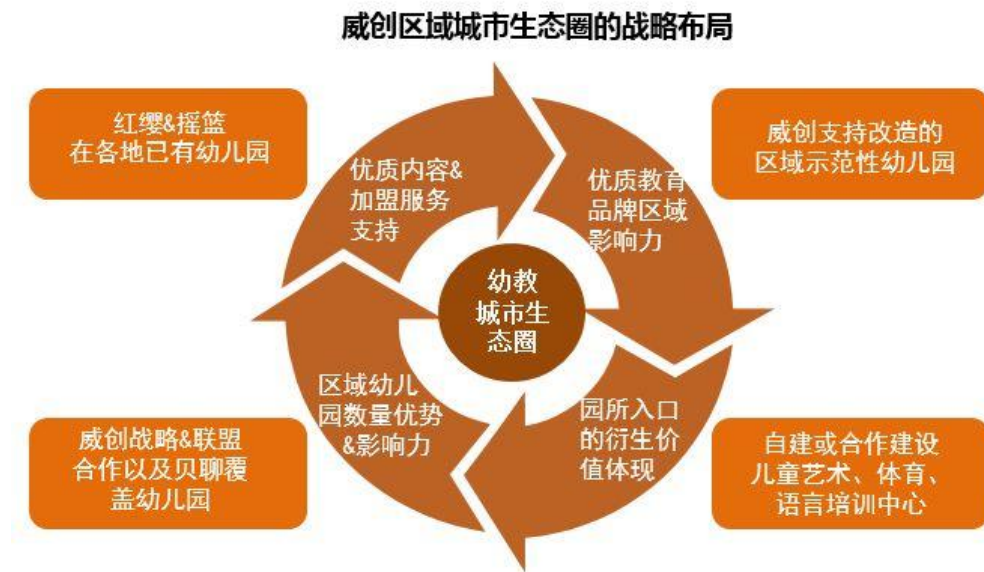 威创区域城市生态圈的战略布局
红缨&摇篮
在各地已有幼儿园
威创支持改造的
区域示范性幼儿园
优质内容&
加盟服务
支持
优质教育
品牌区域
影响力
幼教
城市生
态圈
区域幼儿
园数量优势
&影响力
园所入口
的衍生价
值体现
威创战略&联盟
合作以及贝聊覆
盖幼儿园
自建或合作建设
儿童艺术、体育、
语言培训中心